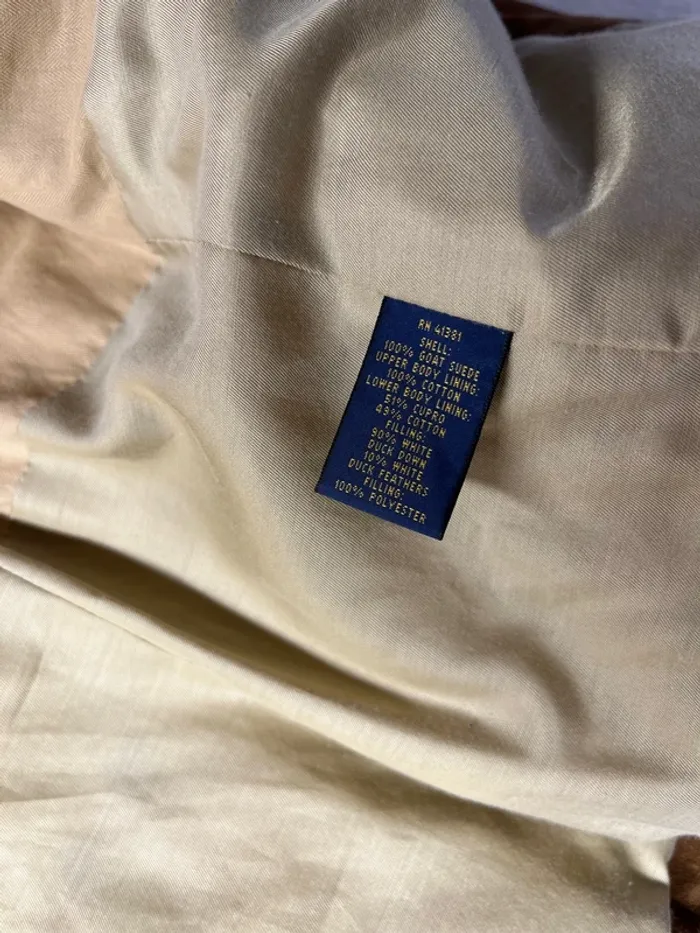 RN 41381
SHELL:
100% GOAT SUEDE
UPPER BODY LINING:
100% COTTON
LOWER BODY LINING:
51% CUPRO
49% COTTON
FILLING:
90% WHITE
DUCK DOWN
10% WHITE
DUCK FEATHERS
FILLING:
100% POLYESTER